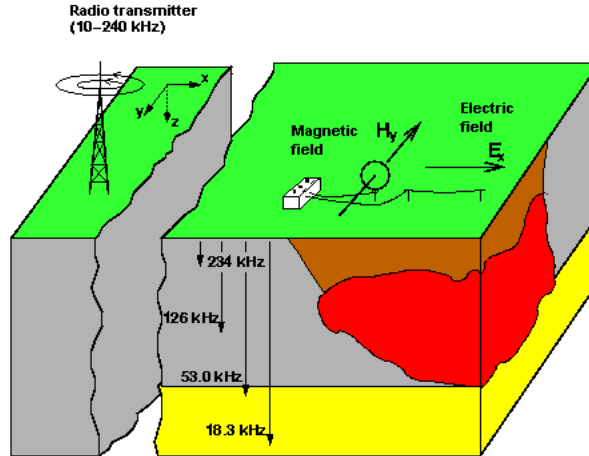 Radio transmitter
(10–240 kHz)
x
y
z
Magnetic
field
Hy
Electric
field
Ex
234 kHz
126 kHz
53.0 kHz
18.3 kHz